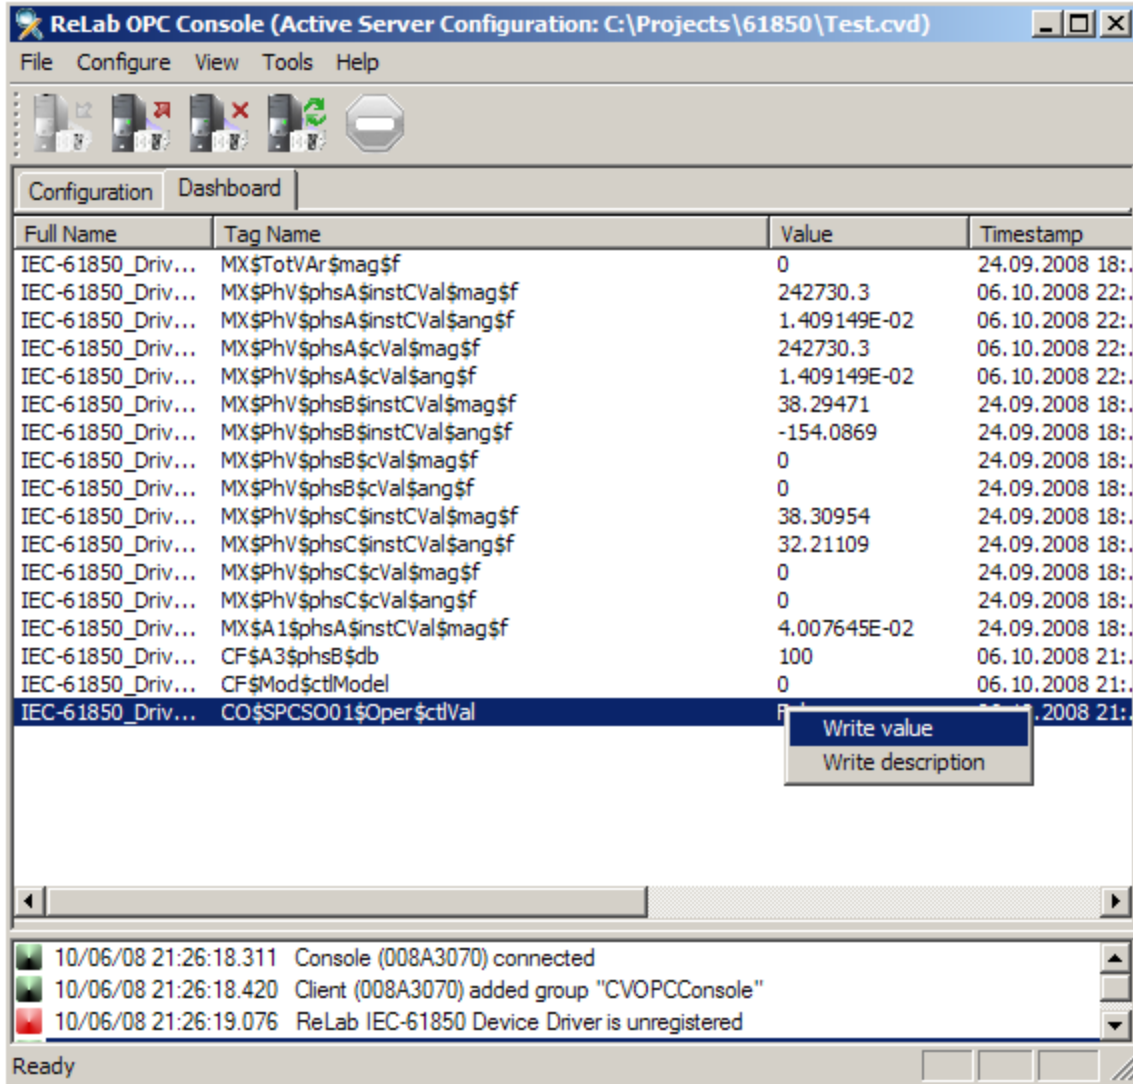 ReLab OPC Console (Active Server Configuration: C:\Projects\61850\Test.cvd)
File Configure View Tools Help
Configuration Dashboard
Full Name Tag Name Value Timestamp
IEC-61850_Driv... MX$TotVAr$mag$f 0 24.09.2008 18:.
IEC-61850_Driv... MX$PhV$phsA$instCVal$mag$f 242730.3 06.10.2008 22:.
IEC-61850_Driv... MX$PhV$phsA$instCVal$ang$f 1.409149E-02 06.10.2008 22:.
IEC-61850_Driv... MX$PhV$phsA$cVal$mag$f 242730.3 06.10.2008 22:.
IEC-61850_Driv... MX$PhV$phsA$cVal$ang$f 1.409149E-02 06.10.2008 22:.
IEC-61850_Driv... MX$PhV$phsB$instCVal$mag$f 38.29471 24.09.2008 18:.
IEC-61850_Driv... MX$PhV$phsB$instCVal$ang$f -154.0869 24.09.2008 18:.
IEC-61850_Driv... MX$PhV$phsB$cVal$mag$f 0 24.09.2008 18:.
IEC-61850_Driv... MX$PhV$phsB$cVal$ang$f 0 24.09.2008 18:.
IEC-61850_Driv... MX$PhV$phsC$instCVal$mag$f 38.30954 24.09.2008 18:.
IEC-61850_Driv... MX$PhV$phsC$instCVal$ang$f 32.21109 24.09.2008 18:.
IEC-61850_Driv... MX$PhV$phsC$cVal$mag$f 0 24.09.2008 18:.
IEC-61850_Driv... MX$PhV$phsC$cVal$ang$f 0 24.09.2008 18:.
IEC-61850_Driv... MX$A1$phsA$instCVal$mag$f 4.007645E-02 24.09.2008 18:.
IEC-61850_Driv... CF$A3$phsB$db 100 06.10.2008 21:.
IEC-61850_Driv... CF$Mod$ctlModel 0 06.10.2008 21:.
IEC-61850_Driv... CO$SPCSO01$Oper$ctlVal .2008 21:.
Write value
Write description
10/06/08 21:26:18.311 Console (008A3070) connected
10/06/08 21:26:18.420 Client (008A3070) added group "CVOPCConsole"
10/06/08 21:26:19.076 ReLab IEC-61850 Device Driver is unregistered
Ready